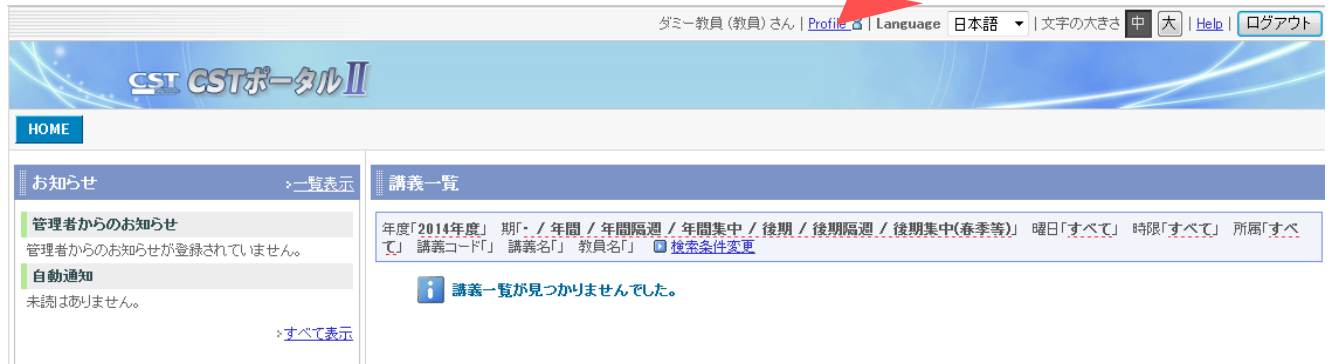 ダミー教員 (教員) さん | Profile | Language 日本語 ▼ | 文字の大きさ 中 大 | Help | ログアウト
CST CSTポータルⅡ
HOME
お知らせ >一覧表示
管理者からのお知らせ
管理者からのお知らせが登録されていません。
自動通知
未読はありません。
>すべて表示
講義一覧
年度「2014年度」 期「- / 年間 / 年間隔週 / 年間集中 / 後期 / 後期隔週 / 後期集中(春季等)」 曜日「すべて」 時限「すべて」 所属「すべ
て」 講義コード「」 講義名「」 教員名「」 検索条件変更
講義一覧が見つかりませんでした。